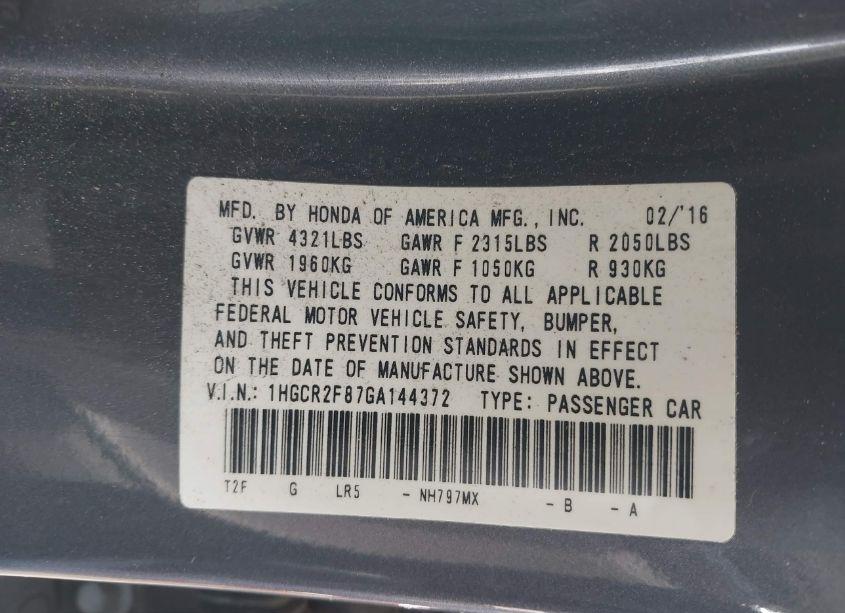 MFD. BY HONDA OF AMERICA MFG., INC. 02/'16
GVWR 4321LBS GAWR F 2315LBS R 2050LBS
GVWR 1960KG GAWR F 1050KG R 930KG
THIS VEHICLE CONFORMS TO ALL APPLICABLE
FEDERAL MOTOR VEHICLE SAFETY, BUMPER,
AND THEFT PREVENTION STANDARDS IN EFFECT
ON THE DATE OF MANUFACTURE SHOWN ABOVE.
V.I.N.: 1HGCR2F87GA144372 TYPE: PASSENGER CAR
T2F G LR5 - NH797MX - B - A